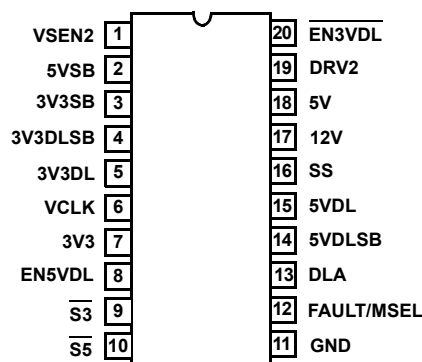 VSEN2 1
5VSB 2
3V3SB 3
3V3DLSB 4
3V3DL 5
VCLK 6
3V3 7
EN5VDL 8
S3 9
S5 10
20 EN3VDL
19 DRV2
18 5V
17 12V
16 SS
15 5VDL
14 5VDLSB
13 DLA
12 FAULT/MSEL
11 GND